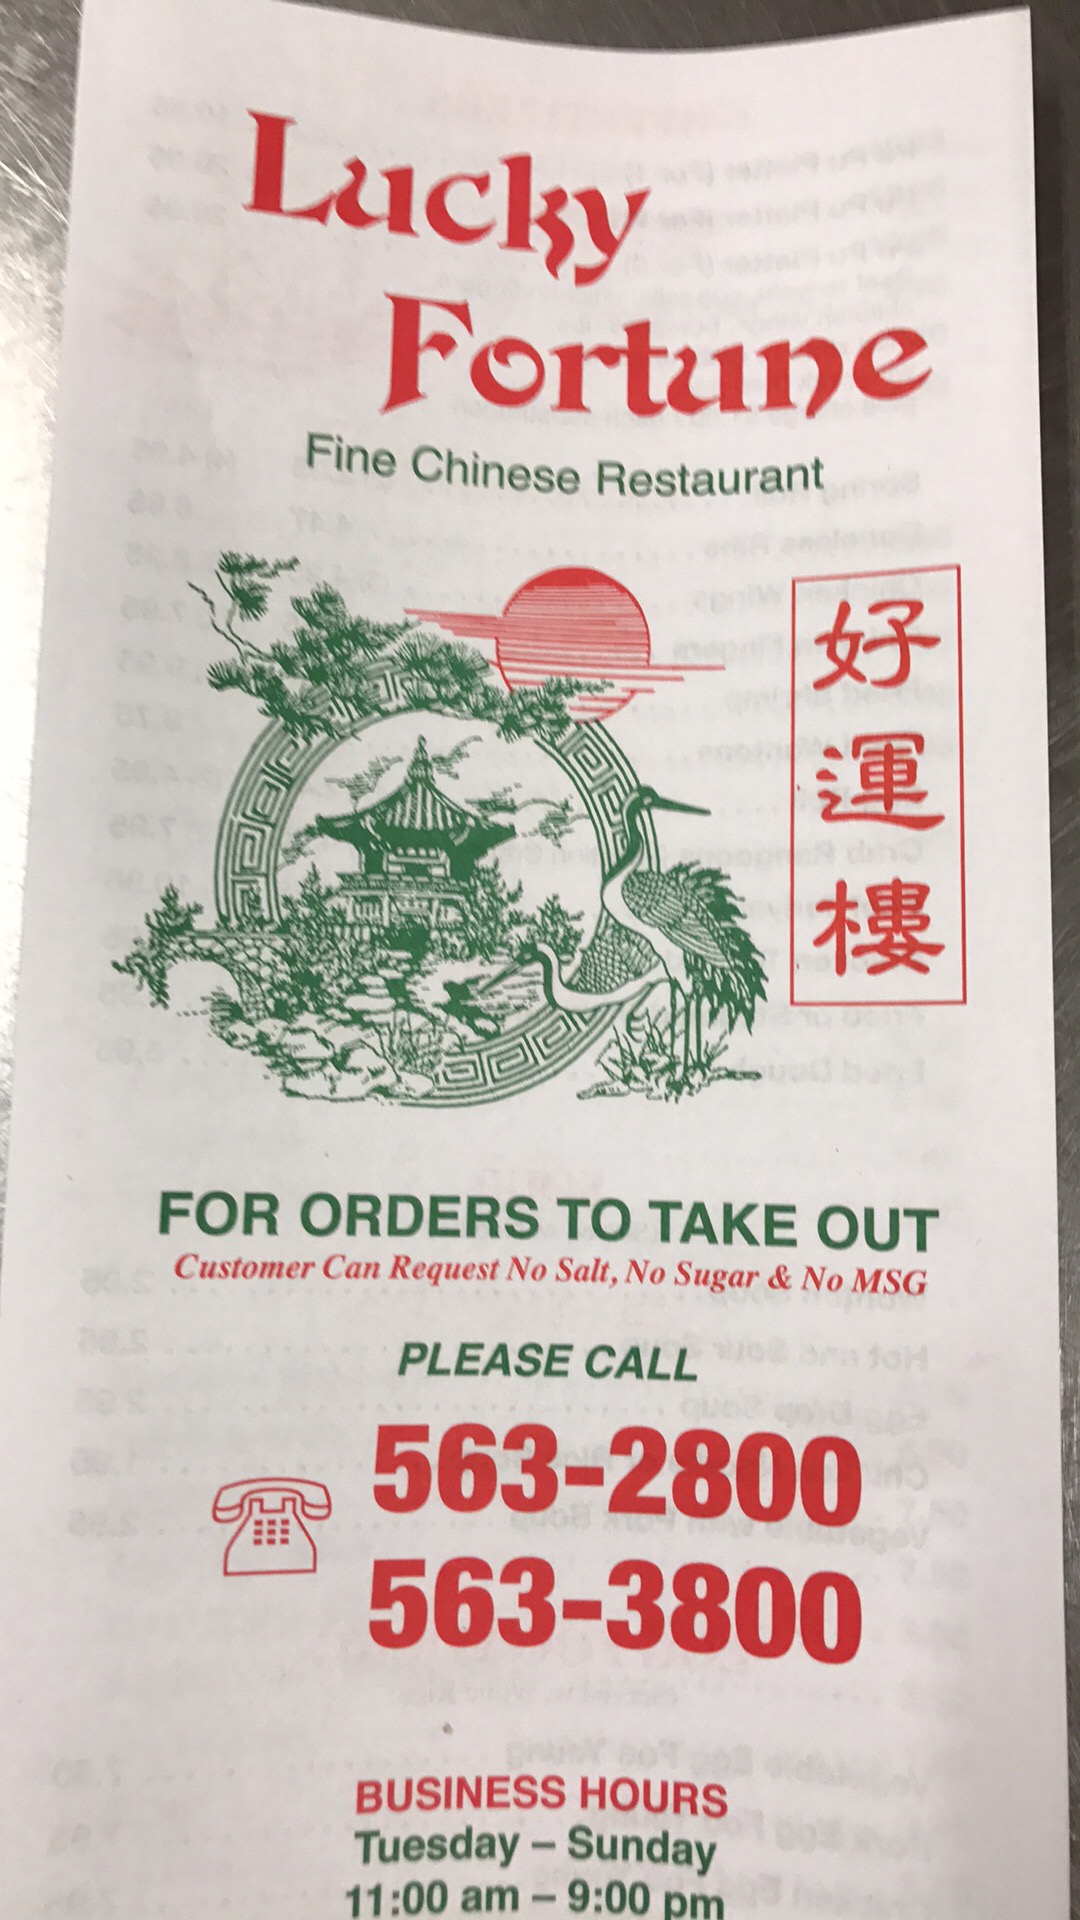 Lucky
Fortune
Fine Chinese Restaurant
好
運
樓
FOR ORDERS TO TAKE OUT
Customer Can Request No Salt, No Sugar & No MSG
PLEASE CALL
563-2800
563-3800
BUSINESS HOURS
Tuesday – Sunday
11:00 am – 9:00 pm